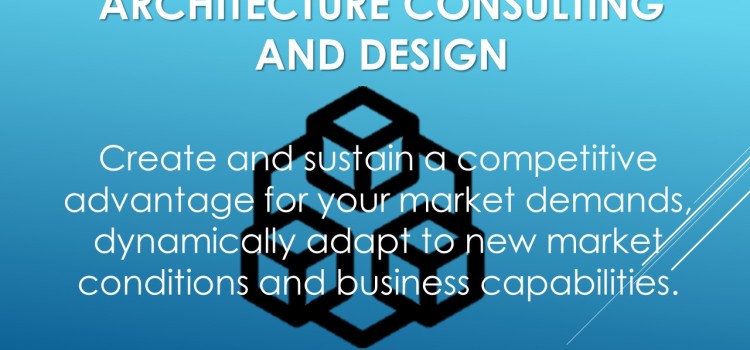 ARCHITECTURE CONSULTING
AND DESIGN
Create and sustain a competitive
advantage for your market demands,
dynamically adapt to new market
conditions and business capabilities.